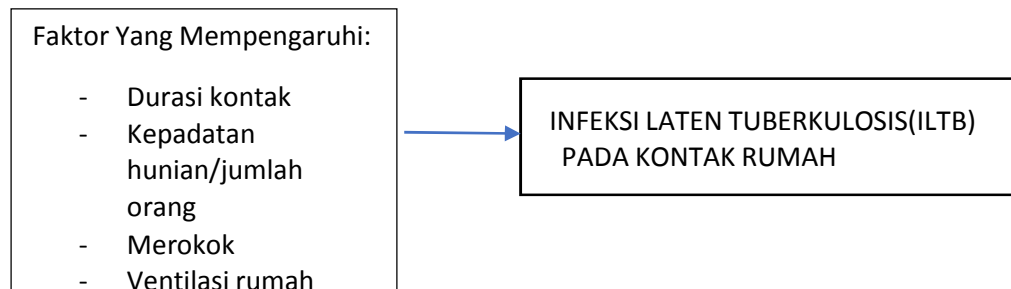 Faktor Yang Mempengaruhi:
- Durasi kontak
- Kepadatan
hunian/jumlah
orang
- Merokok
- Ventilasi rumah
INFEKSI LATEN TUBERKULOSIS(ILTB)
PADA KONTAK RUMAH